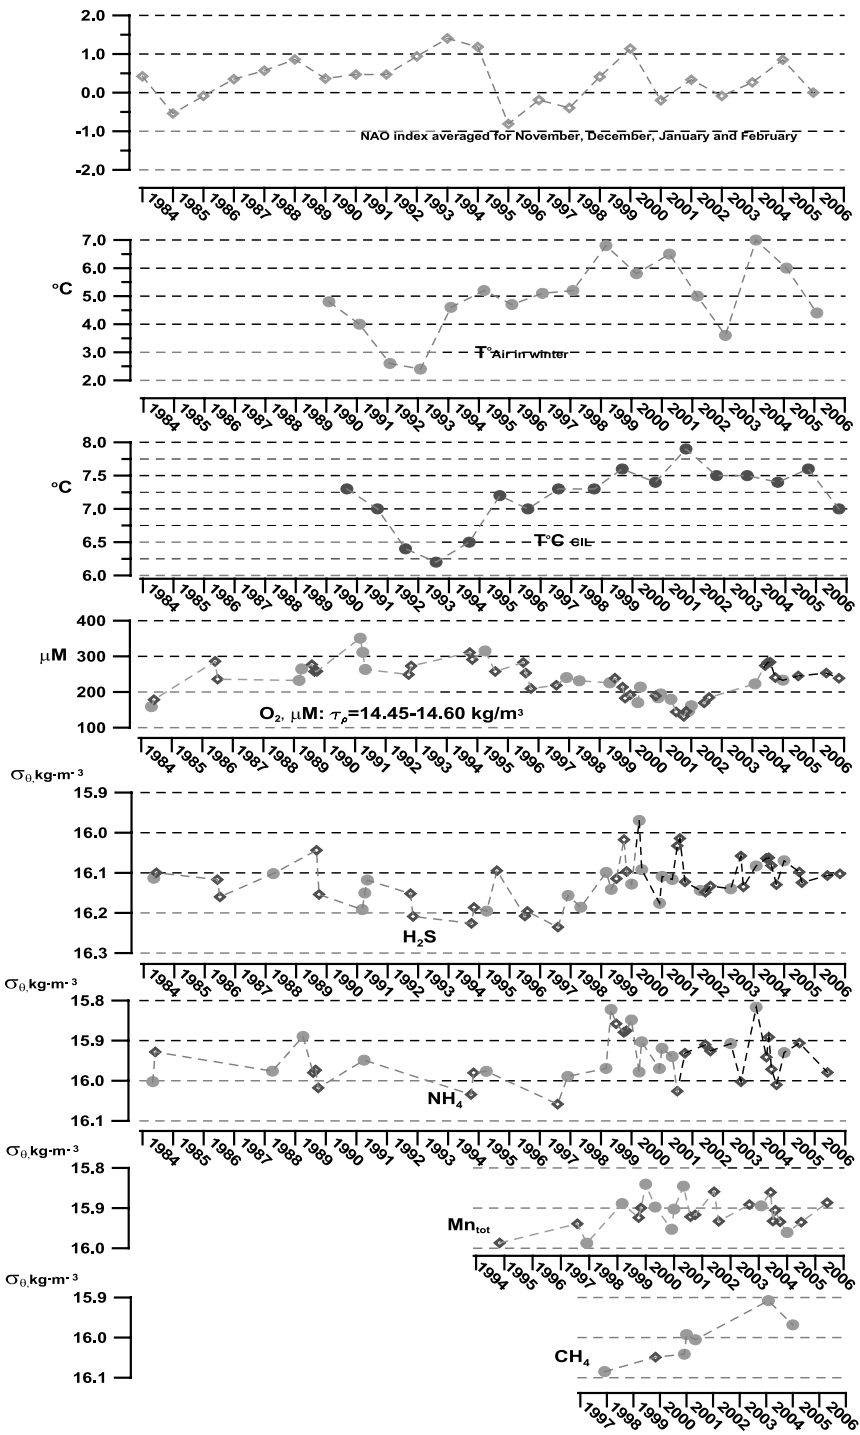 2.0
1.0
0.0
-1.0
-2.0
NAO index averaged for November, December, January and February
1984 1985 1986 1987 1988 1989 1990 1991 1992 1993 1994 1995 1996 1997 1998 1999 2000 2001 2002 2003 2004 2005 2006
7.0
6.0
°C
5.0
4.0
3.0
2.0
T°Air in winter
1984 1985 1986 1987 1988 1989 1990 1991 1992 1993 1994 1995 1996 1997 1998 1999 2000 2001 2002 2003 2004 2005 2006
8.0
7.5
°C
7.0
6.5
6.0
T°C CIL
1984 1985 1986 1987 1988 1989 1990 1991 1992 1993 1994 1995 1996 1997 1998 1999 2000 2001 2002 2003 2004 2005 2006
400
μM
300
200
100
O₂, μM: τρ=14.45-14.60 kg/m³
1984 1985 1986 1987 1988 1989 1990 1991 1992 1993 1994 1995 1996 1997 1998 1999 2000 2001 2002 2003 2004 2005 2006
σθ,kg·m-³
15.9
16.0
16.1
16.2
16.3
H₂S
1984 1985 1986 1987 1988 1989 1990 1991 1992 1993 1994 1995 1996 1997 1998 1999 2000 2001 2002 2003 2004 2005 2006
σθ,kg·m-³
15.8
15.9
16.0
16.1
NH₄
1984 1985 1986 1987 1988 1989 1990 1991 1992 1993 1994 1995 1996 1997 1998 1999 2000 2001 2002 2003 2004 2005 2006
σθ,kg·m-³
15.8
15.9
16.0
Mntot
1994 1995 1996 1997 1998 1999 2000 2001 2002 2003 2004 2005 2006
σθ,kg·m-³
15.9
16.0
16.1
CH₄
1997 1998 1999 2000 2001 2002 2003 2004 2005 2006